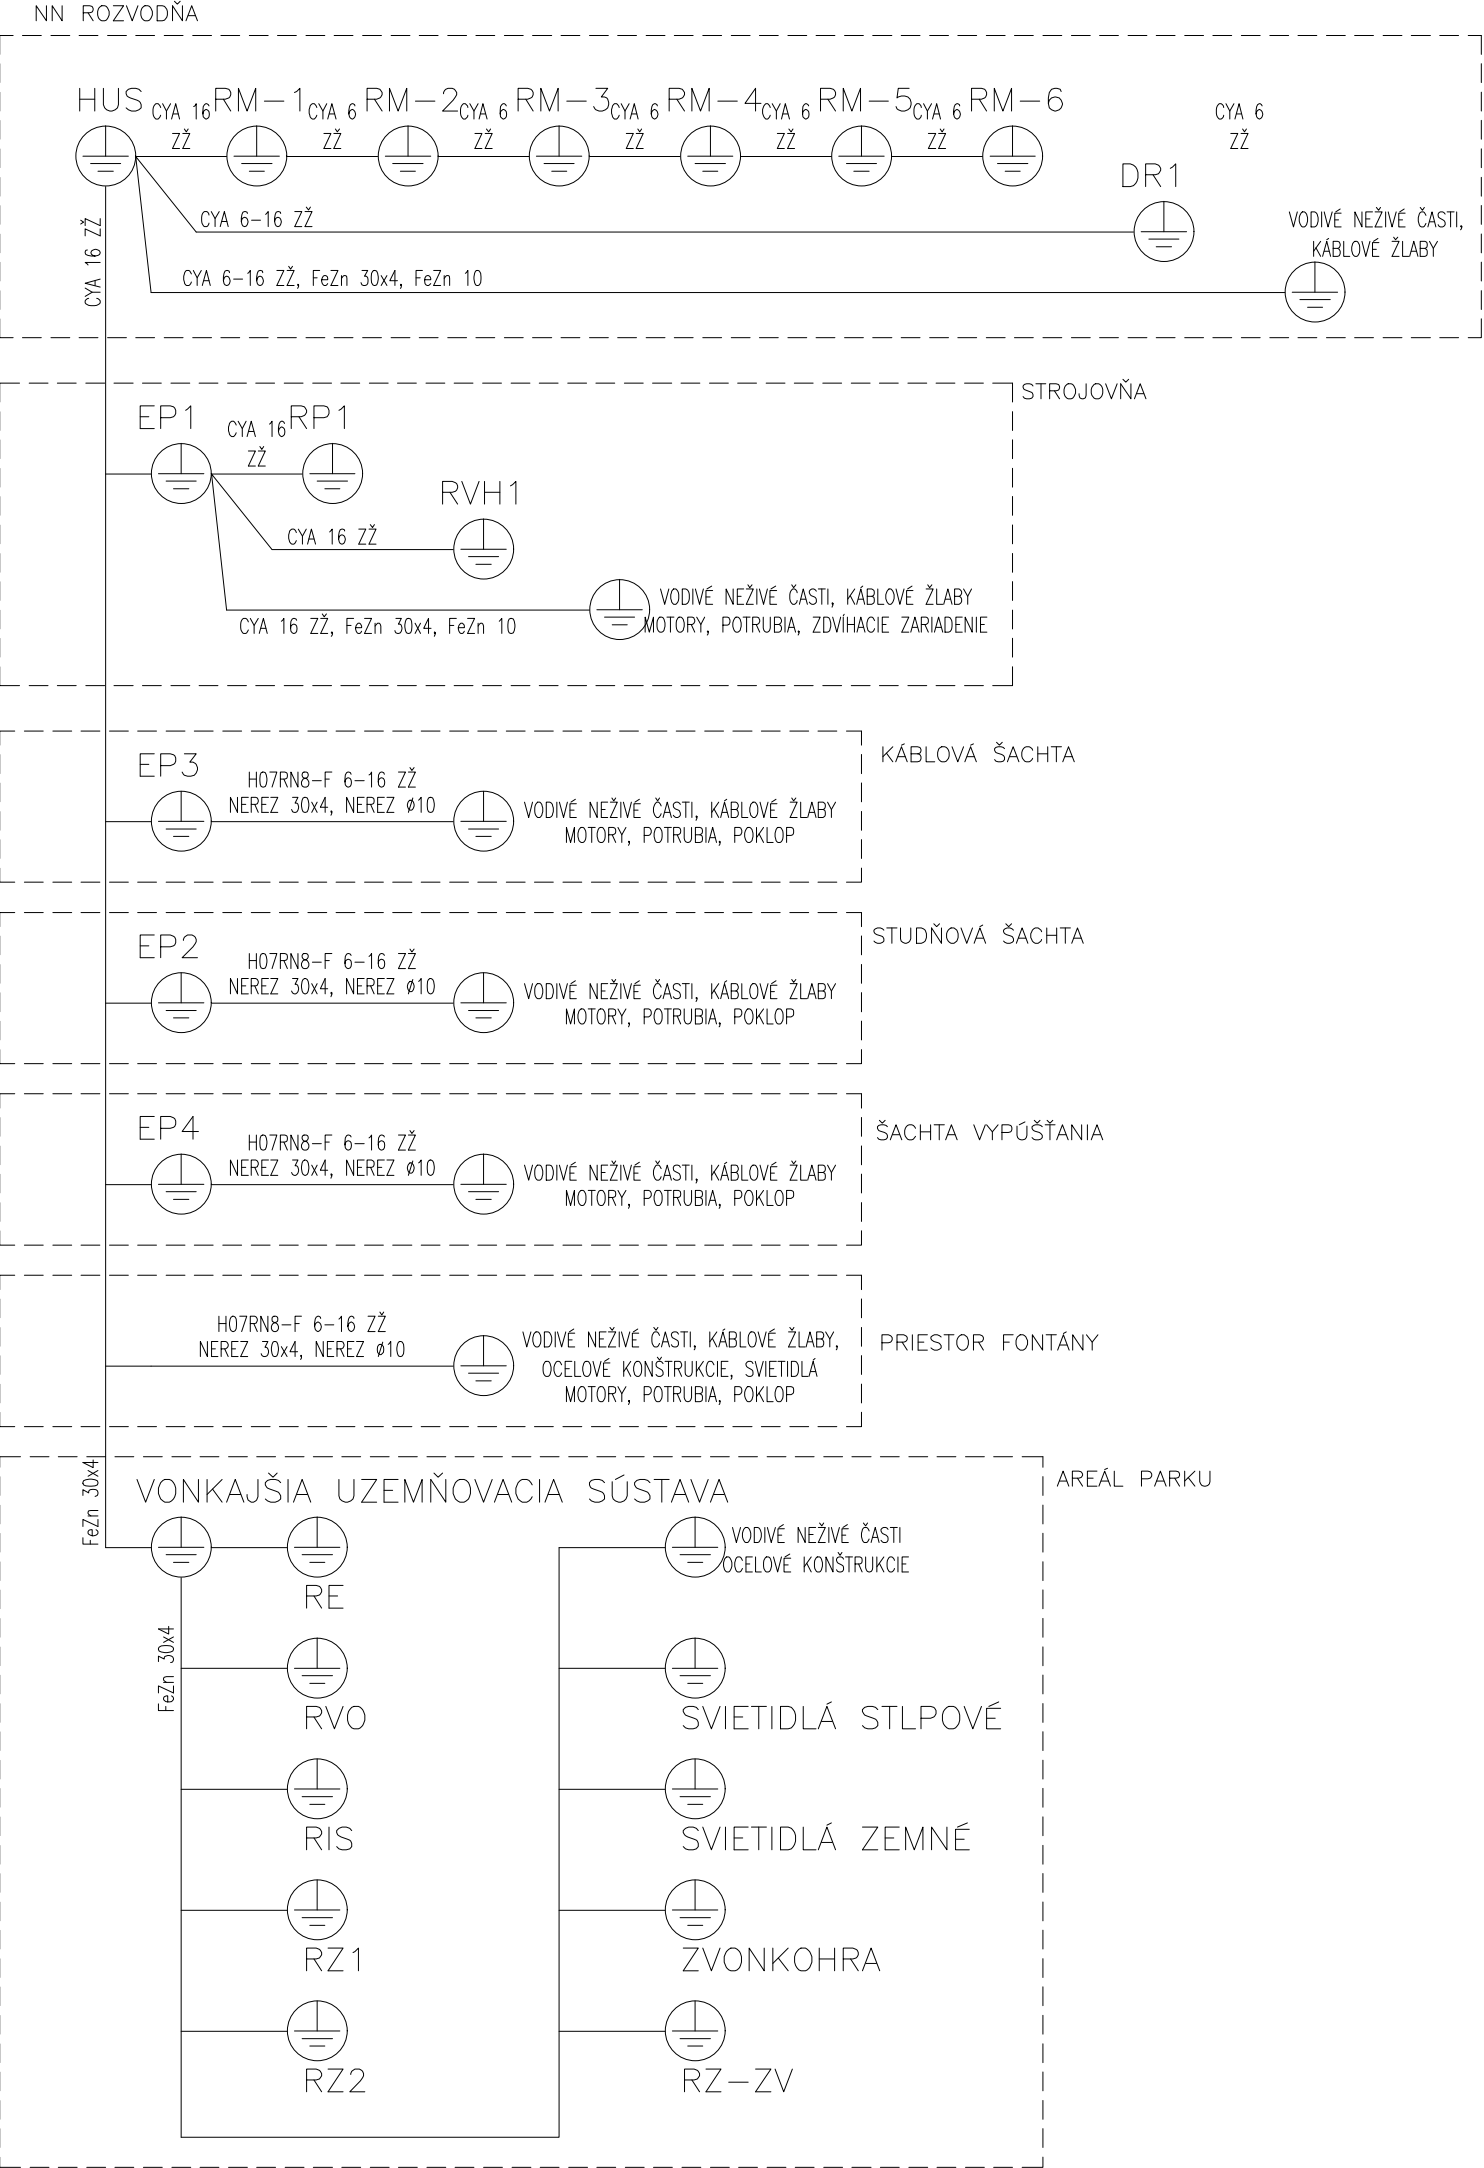 NN ROZVODŇA
HUS
CYA 16
ZŽ
RM-1
CYA 6
ZŽ
RM-2
CYA 6
ZŽ
RM-3
CYA 6
ZŽ
RM-4
CYA 6
ZŽ
RM-5
CYA 6
ZŽ
RM-6
CYA 6
ZŽ
DR1
CYA 6-16 ZŽ
VODIVÉ NEŽIVÉ ČASTI,
KÁBLOVÉ ŽLABY
CYA 6-16 ZŽ, FeZn 30x4, FeZn 10
CYA 16 ZŽ
STROJOVŇA
EP1
CYA 16
ZŽ
RP1
RVH1
CYA 16 ZŽ
VODIVÉ NEŽIVÉ ČASTI, KÁBLOVÉ ŽLABY
MOTORY, POTRUBIA, ZDVÍHACIE ZARIADENIE
CYA 16 ZŽ, FeZn 30x4, FeZn 10
KÁBLOVÁ ŠACHTA
EP3
H07RN8-F 6-16 ZŽ
NEREZ 30x4, NEREZ ø10
VODIVÉ NEŽIVÉ ČASTI, KÁBLOVÉ ŽLABY
MOTORY, POTRUBIA, POKLOP
STUDŇOVÁ ŠACHTA
EP2
H07RN8-F 6-16 ZŽ
NEREZ 30x4, NEREZ ø10
VODIVÉ NEŽIVÉ ČASTI, KÁBLOVÉ ŽLABY
MOTORY, POTRUBIA, POKLOP
ŠACHTA VYPÚŠŤANIA
EP4
H07RN8-F 6-16 ZŽ
NEREZ 30x4, NEREZ ø10
VODIVÉ NEŽIVÉ ČASTI, KÁBLOVÉ ŽLABY
MOTORY, POTRUBIA, POKLOP
PRIESTOR FONTÁNY
H07RN8-F 6-16 ZŽ
NEREZ 30x4, NEREZ ø10
VODIVÉ NEŽIVÉ ČASTI, KÁBLOVÉ ŽLABY,
OCELOVÉ KONŠTRUKCIE, SVIETIDLÁ
MOTORY, POTRUBIA, POKLOP
AREÁL PARKU
FeZn 30x4
VONKAJŠIA UZEMŇOVACIA SÚSTAVA
RE
VODIVÉ NEŽIVÉ ČASTI
OCELOVÉ KONŠTRUKCIE
FeZn 30x4
RVO
SVIETIDLÁ STLPOVÉ
RIS
SVIETIDLÁ ZEMNÉ
RZ1
ZVONKOHRA
RZ2
RZ-ZV